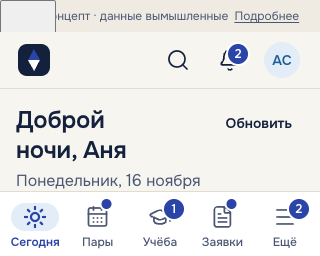 нцепт · данные вымышленные Подробнее
2
АС
Доброй
ночи, Аня
Обновить
Понедельник, 16 ноября
1
2
Сегодня
Пары
Учёба
Заявки
Ещё